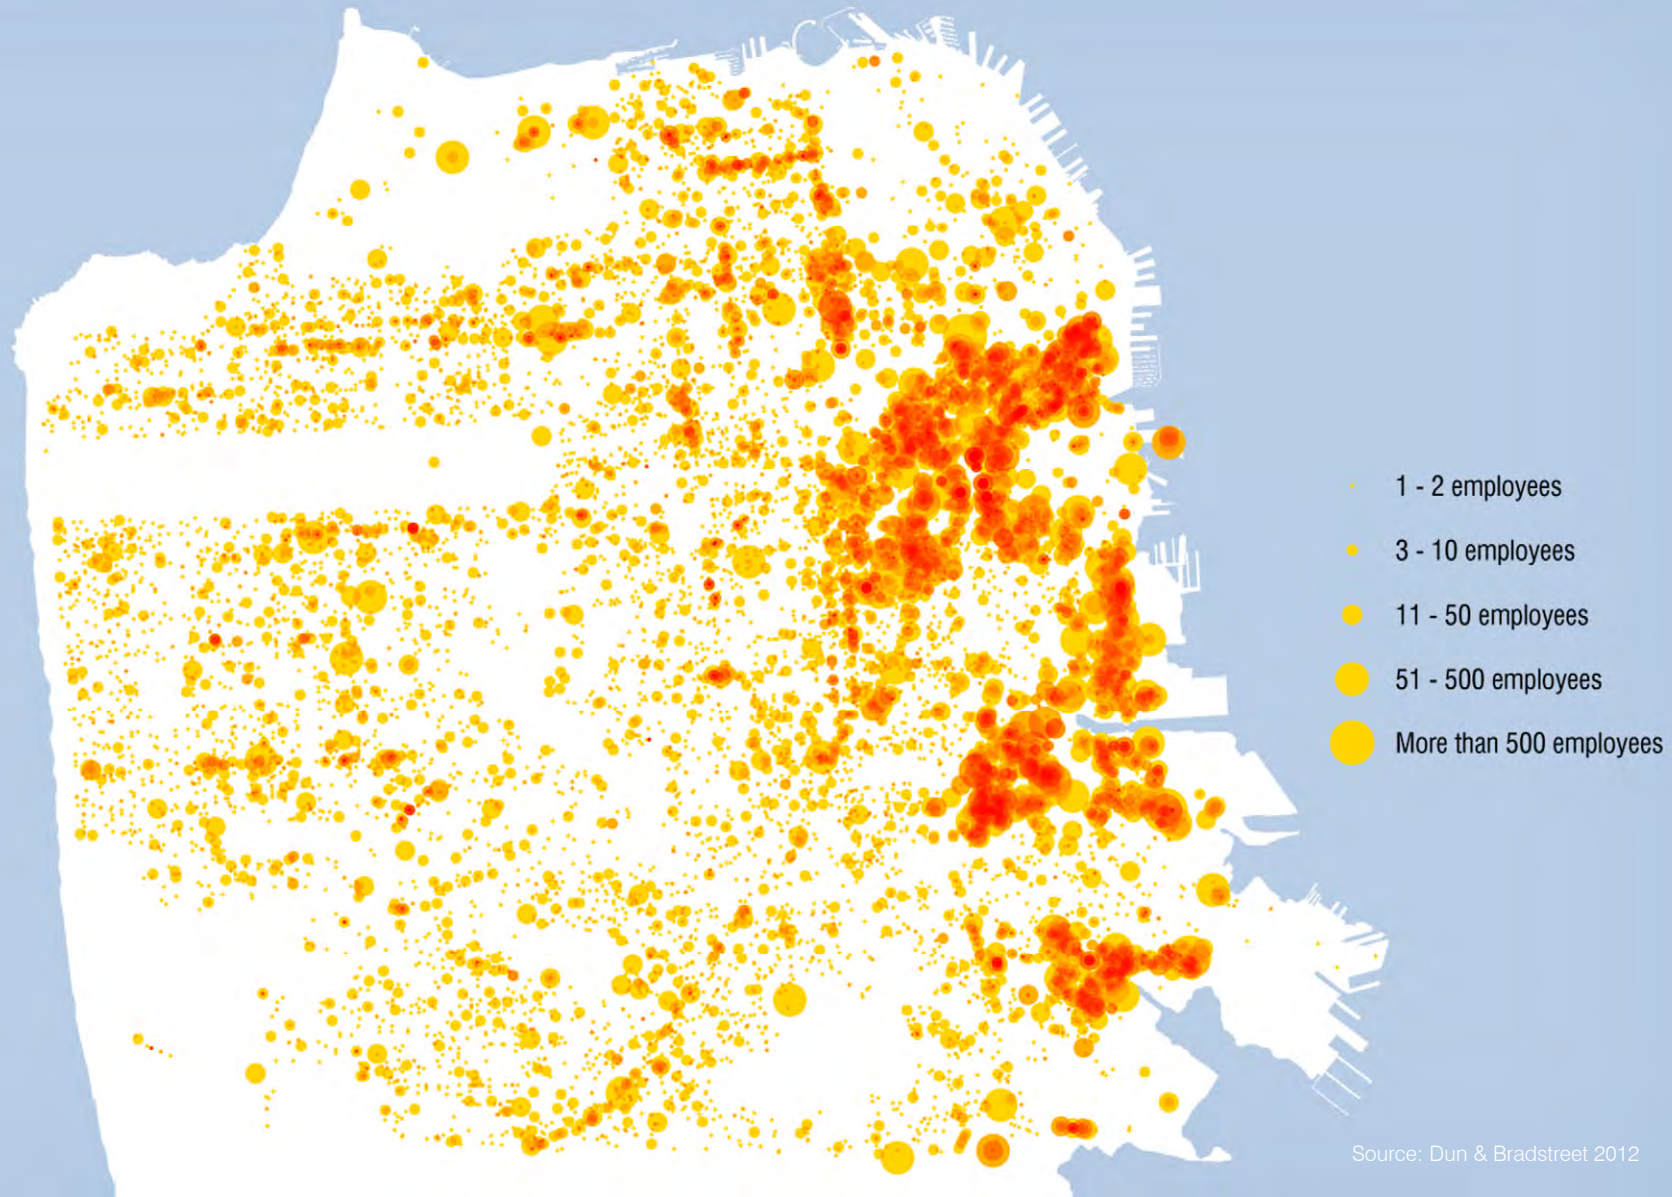 1 - 2 employees
3 - 10 employees
11 - 50 employees
51 - 500 employees
More than 500 employees
Source: Dun & Bradstreet 2012